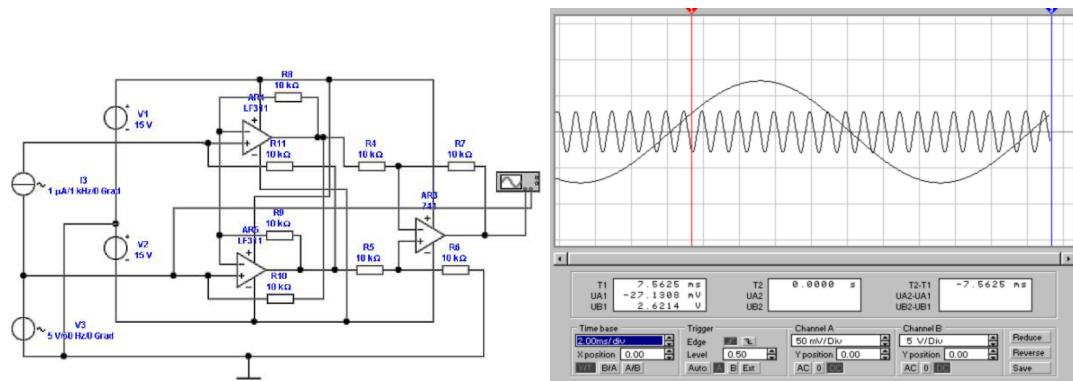 R8
10 kΩ
AR4
LF311
V1
15 V
R11
10 kΩ
R4
10 kΩ
R7
10 kΩ
I3
1 µA/1 kHz/0 Grad
AR3
741
R9
10 kΩ
AR5
LF311
V2
15 V
R5
10 kΩ
R6
10 kΩ
R10
10 kΩ
V3
5 V/50 Hz/0 Grad
T1 7.5625 ms
UA1 -27.1308 mV
UB1 2.6214 V
T2 0.0000 s
UA2
UB2
T2-T1 -7.5625 ms
UA2-UA1
UB2-UB1
Time base
2.00ms/div
X position 0.00
Y/T B/A A/B
Trigger
Edge
Level 0.50
Auto A B Ext
Channel A
50 mV/Div
Y position 0.00
AC 0 DC
Channel B
5 V/Div
Y position 0.00
AC 0 DC
Reduce
Reverse
Save